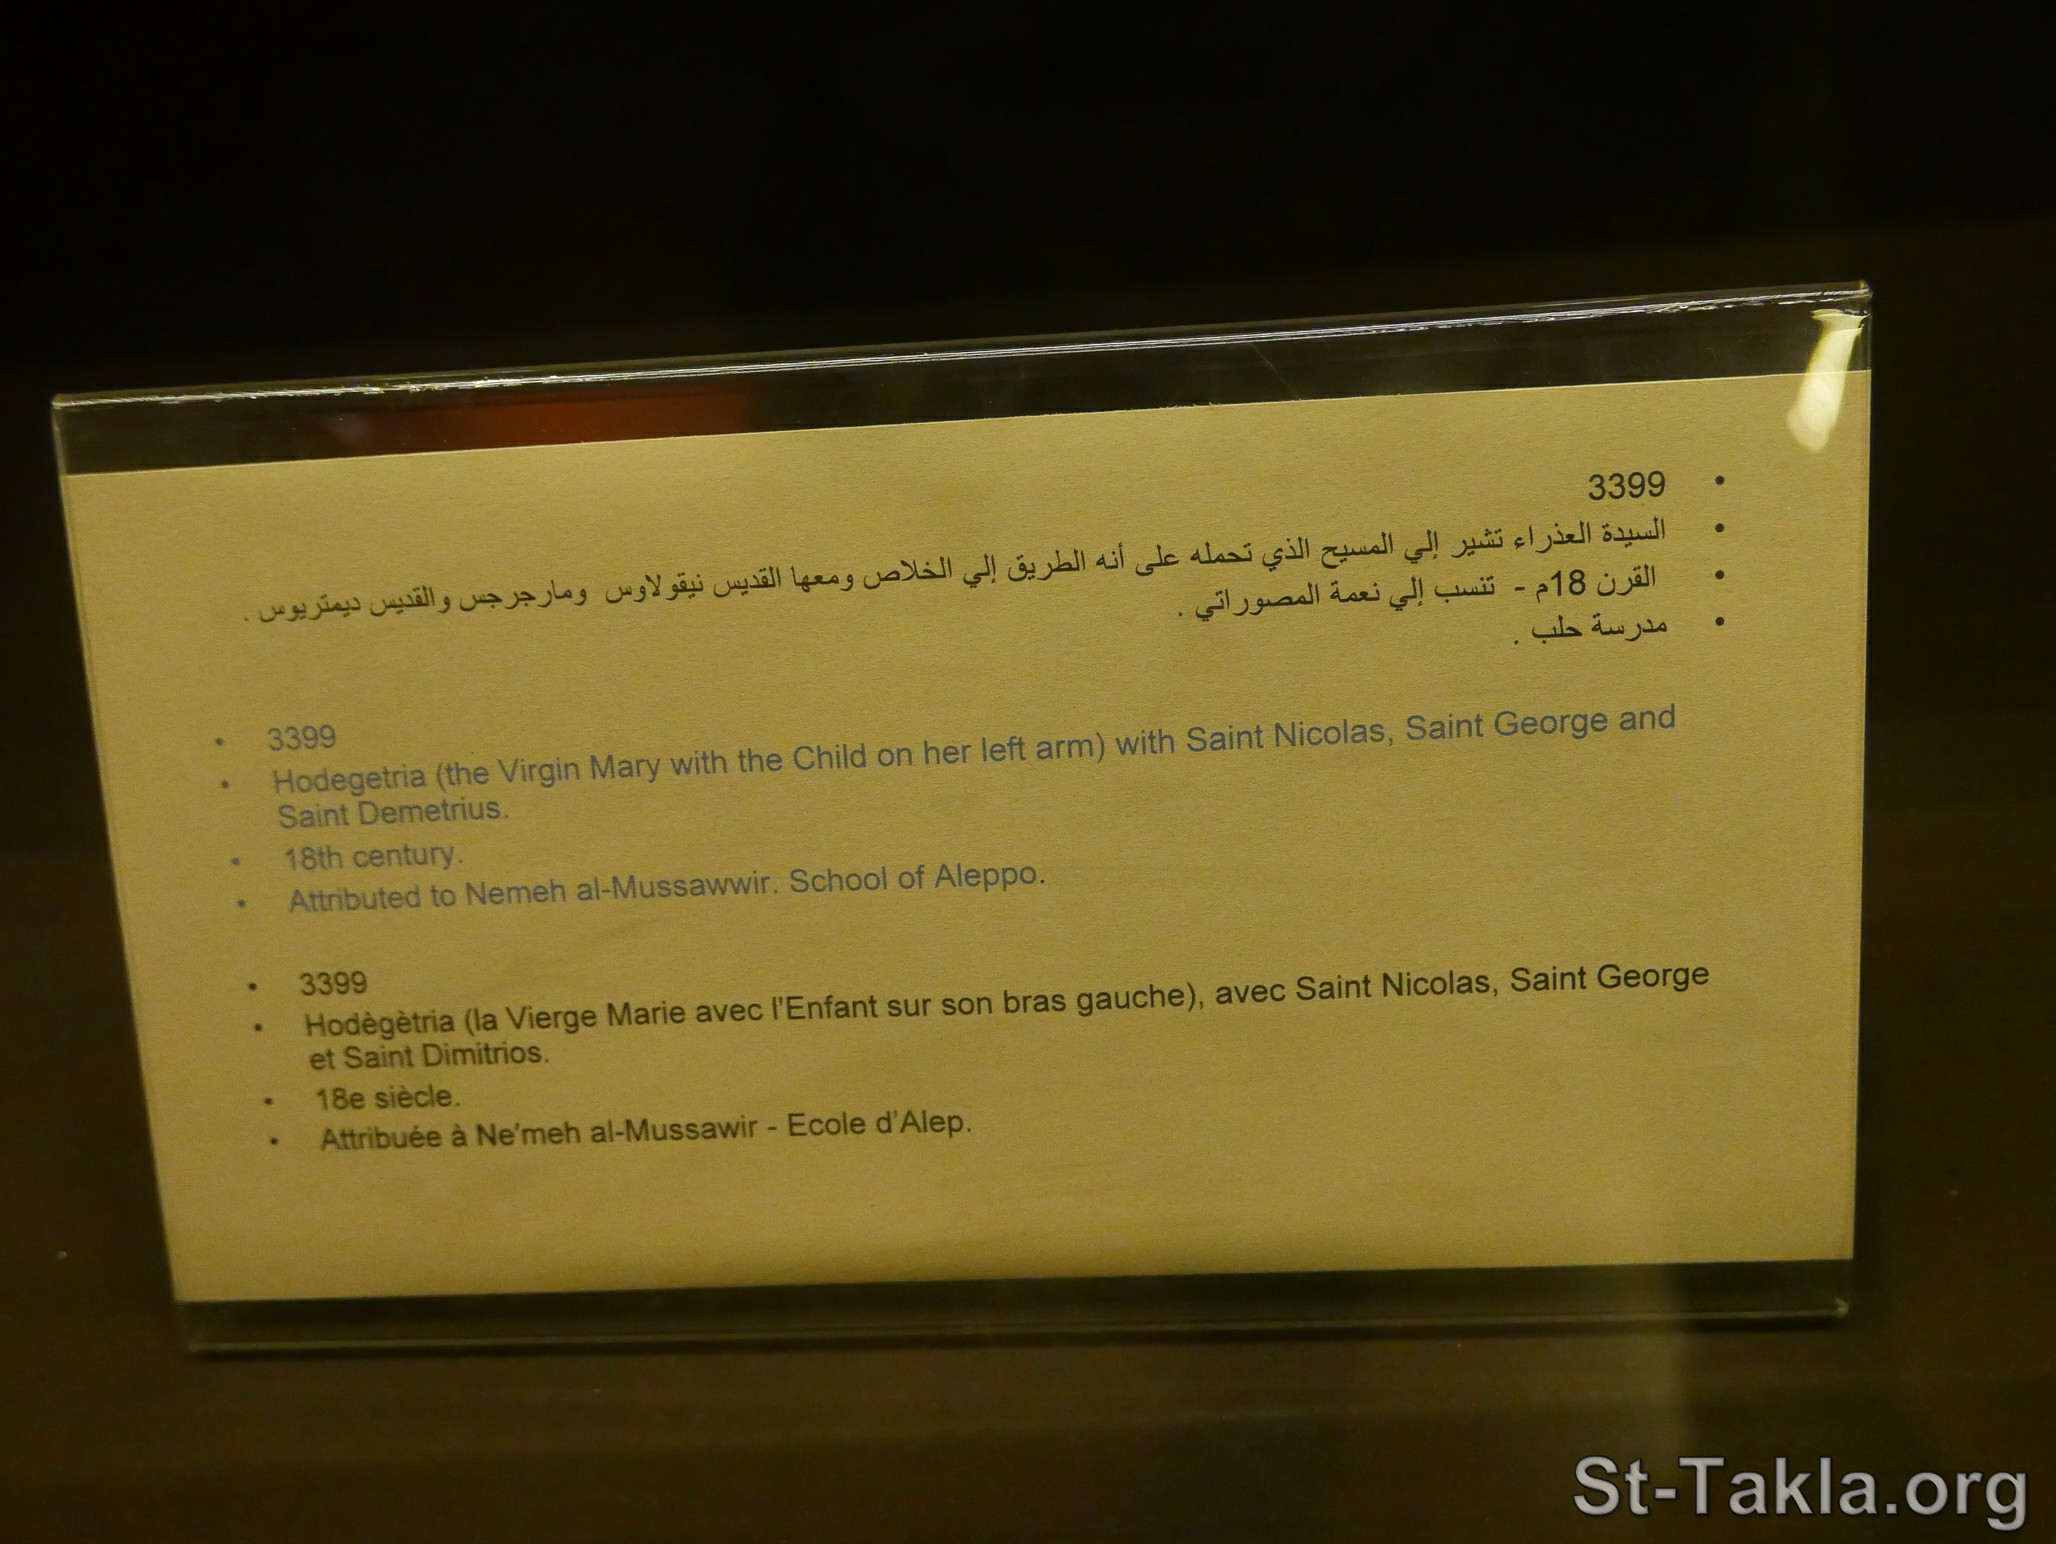 • 3399
• السيدة العذراء تشير إلي المسيح الذي تحمله على أنه الطريق إلي الخلاص ومعها القديس نيقولاوس ومارجرجس والقديس ديمتريوس .
• القرن 18م - تنسب إلي نعمة المصوراتي .
• مدرسة حلب .
• 3399
• Hodegetria (the Virgin Mary with the Child on her left arm) with Saint Nicolas, Saint George and
Saint Demetrius.
• 18th century.
• Attributed to Nemeh al-Mussawwir. School of Aleppo.
• 3399
• Hodègètria (la Vierge Marie avec l'Enfant sur son bras gauche), avec Saint Nicolas, Saint George
et Saint Dimitrios.
• 18e siècle.
• Attribuée à Ne'meh al-Mussawir - Ecole d'Alep.
St-Takla.org